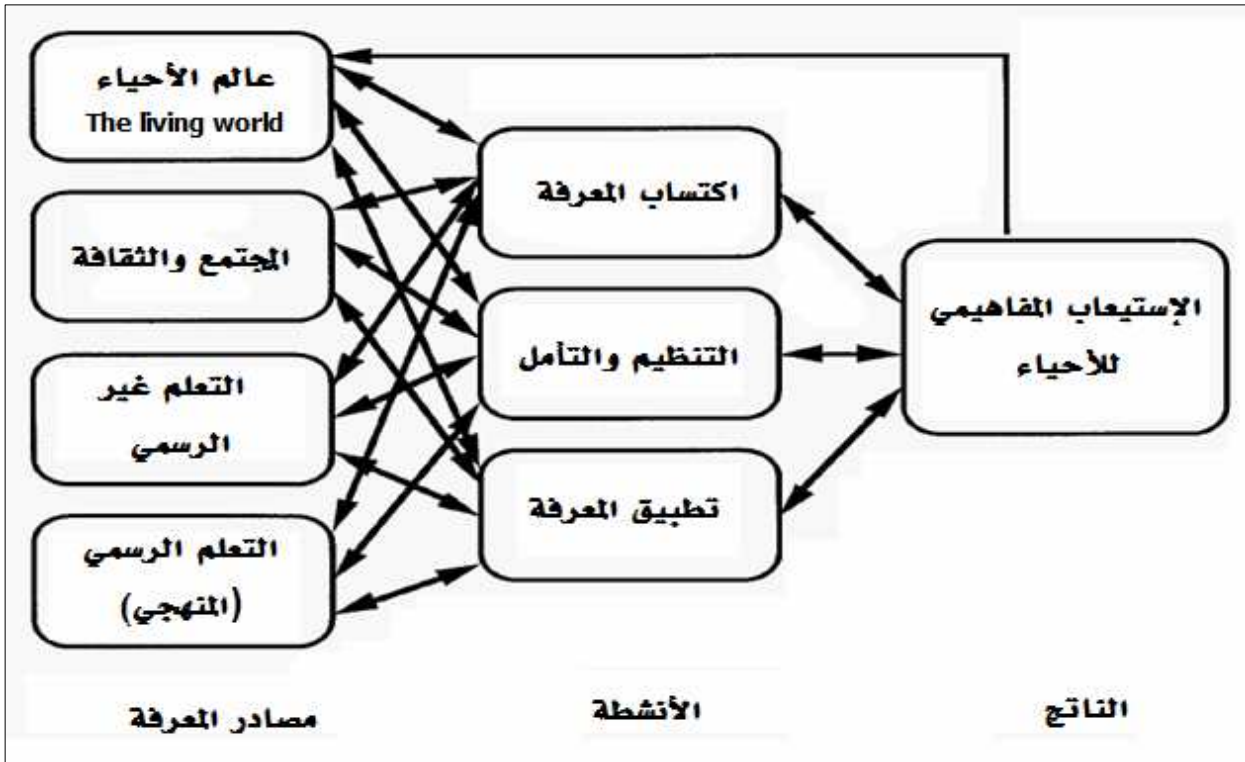 عالم الأحياء
The living world
المجتمع والثقافة
التعلم غير
الرسمي
التعلم الرسمي
(المنهجي)
اكتساب المعرفة
التنظيم والتأمل
تطبيق المعرفة
الإستيعاب المفاهيمي
للأحياء
مصادر المعرفة
الأنشطة
الناتج